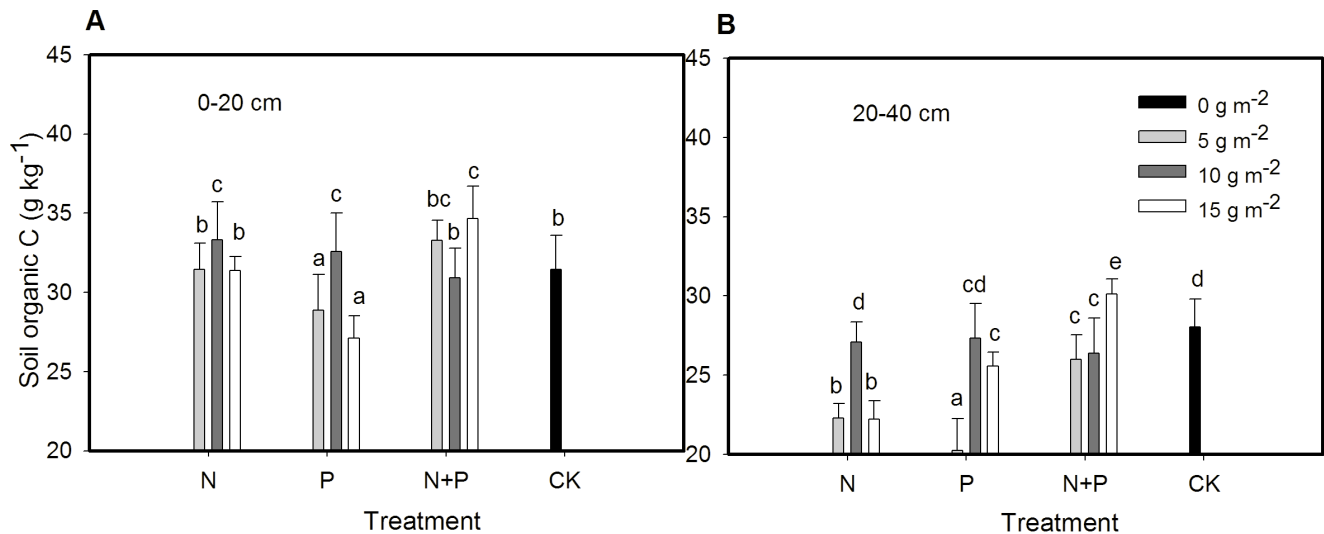 A
45
40
35
30
25
20
Soil organic C (g kg⁻¹)
0-20 cm
b
c
b
a
c
a
bc
b
c
b
N P N+P CK
Treatment
B
45
40
35
30
25
20
20-40 cm
0 g m⁻²
5 g m⁻²
10 g m⁻²
15 g m⁻²
b
d
b
a
cd
c
c
c
e
d
N P N+P CK
Treatment